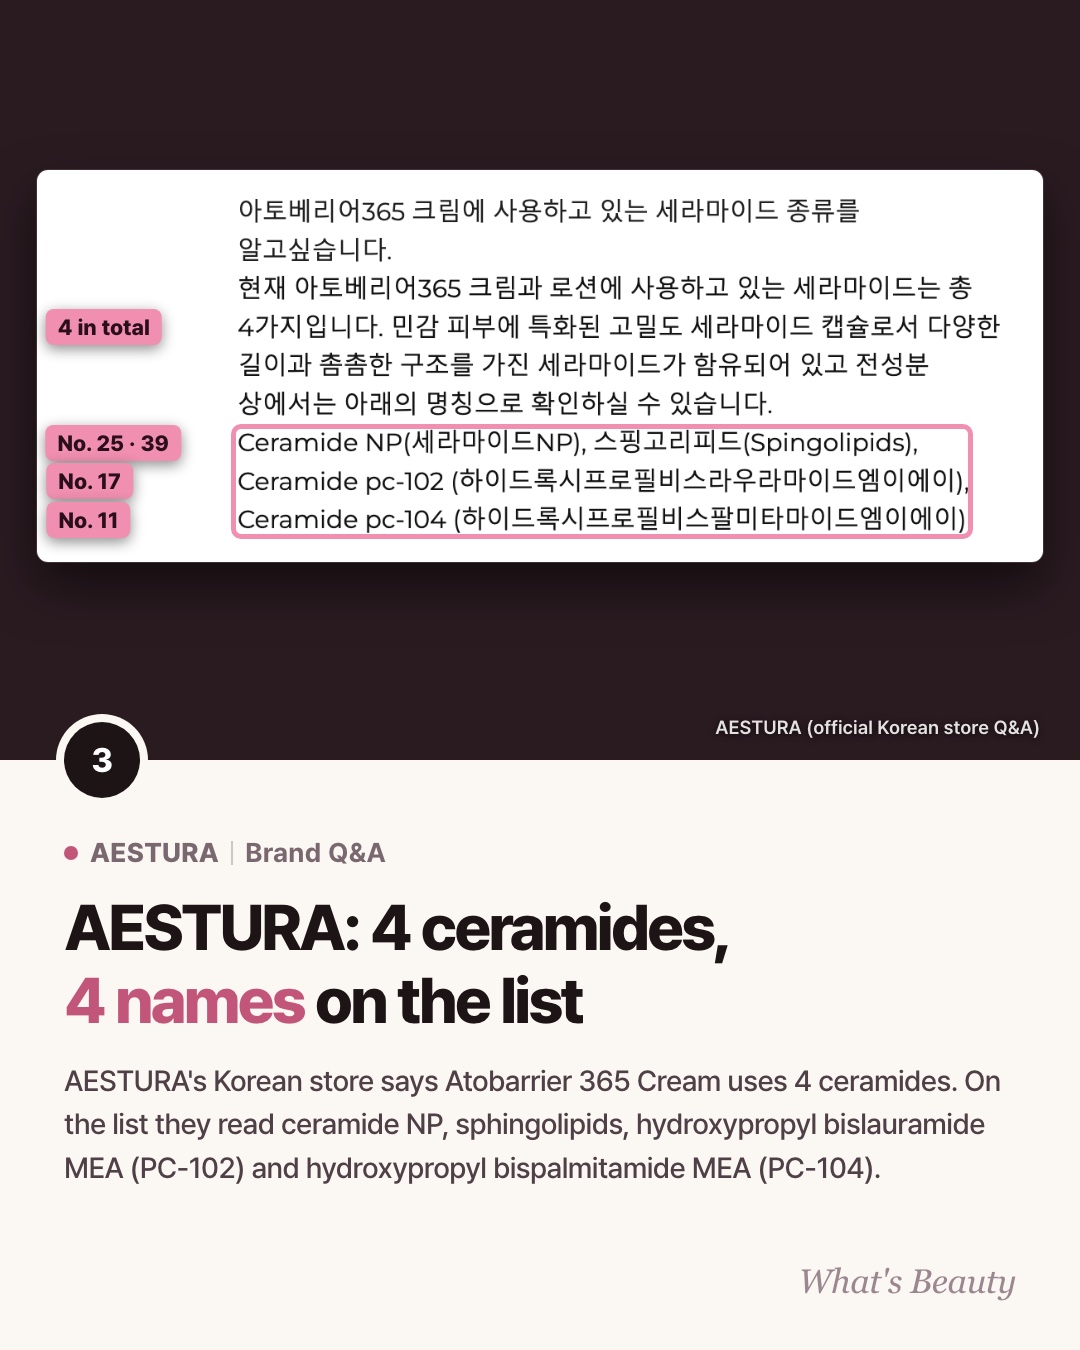 아토베리어365 크림에 사용하고 있는 세라마이드 종류를
알고싶습니다.
현재 아토베리어365 크림과 로션에 사용하고 있는 세라마이드는 총
4 in total
4가지입니다. 민감 피부에 특화된 고밀도 세라마이드 캡슐로서 다양한
길이과 촘촘한 구조를 가진 세라마이드가 함유되어 있고 전성분
상에서는 아래의 명칭으로 확인하실 수 있습니다.
No. 25 · 39
Ceramide NP(세라마이드NP), 스핑고리피드(Spingolipids),
No. 17
Ceramide pc-102 (하이드록시프로필비스라우라마이드엠이에이),
No. 11
Ceramide pc-104 (하이드록시프로필비스팔미타마이드엠이에이)
AESTURA (official Korean store Q&A)
3
AESTURA | Brand Q&A
AESTURA: 4 ceramides,
4 names on the list
AESTURA's Korean store says Atobarrier 365 Cream uses 4 ceramides. On
the list they read ceramide NP, sphingolipids, hydroxypropyl bislauramide
MEA (PC-102) and hydroxypropyl bispalmitamide MEA (PC-104).
What's Beauty